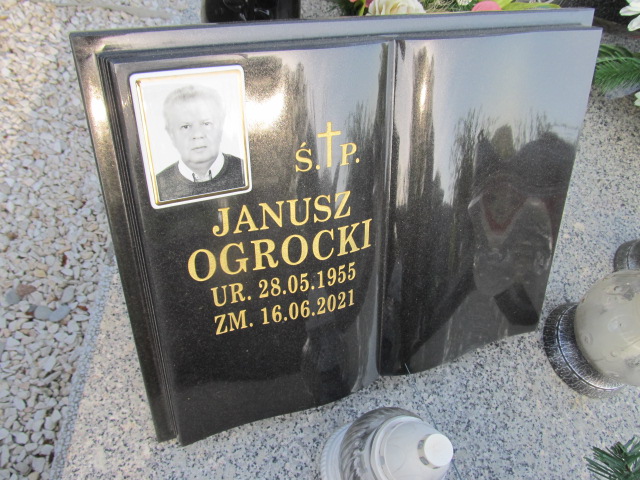 Ś.†P.
JANUSZ
OGROCKI
UR. 28.05.1955
ZM. 16.06.2021